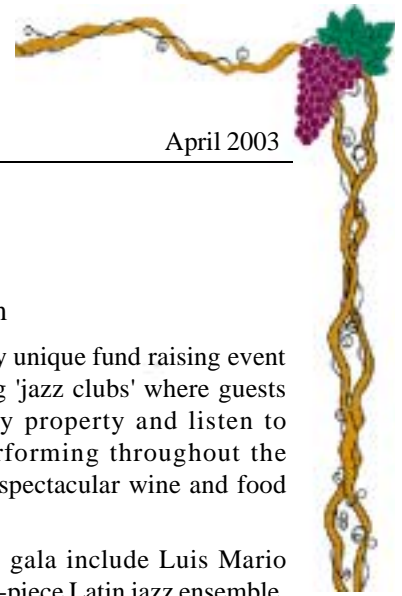 April 2003
unique fund raising event
'jazz clubs' where guests
property and listen to
throughout the
spectacular wine and food
gala include Luis Mario
-piece Latin jazz ensemble